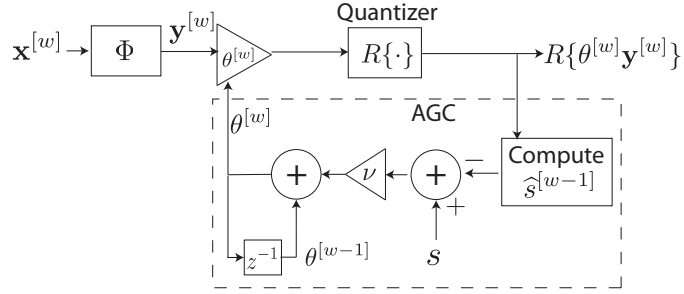 Quantizer
𝐱^{[w]} Φ 𝐲^{[w]} θ^{[w]} R{·} R{θ^{[w]}𝐲^{[w]}}
AGC
θ^{[w]}
+ ν + − Compute
ŝ^{[w−1]}
+
z^{−1} θ^{[w−1]} s